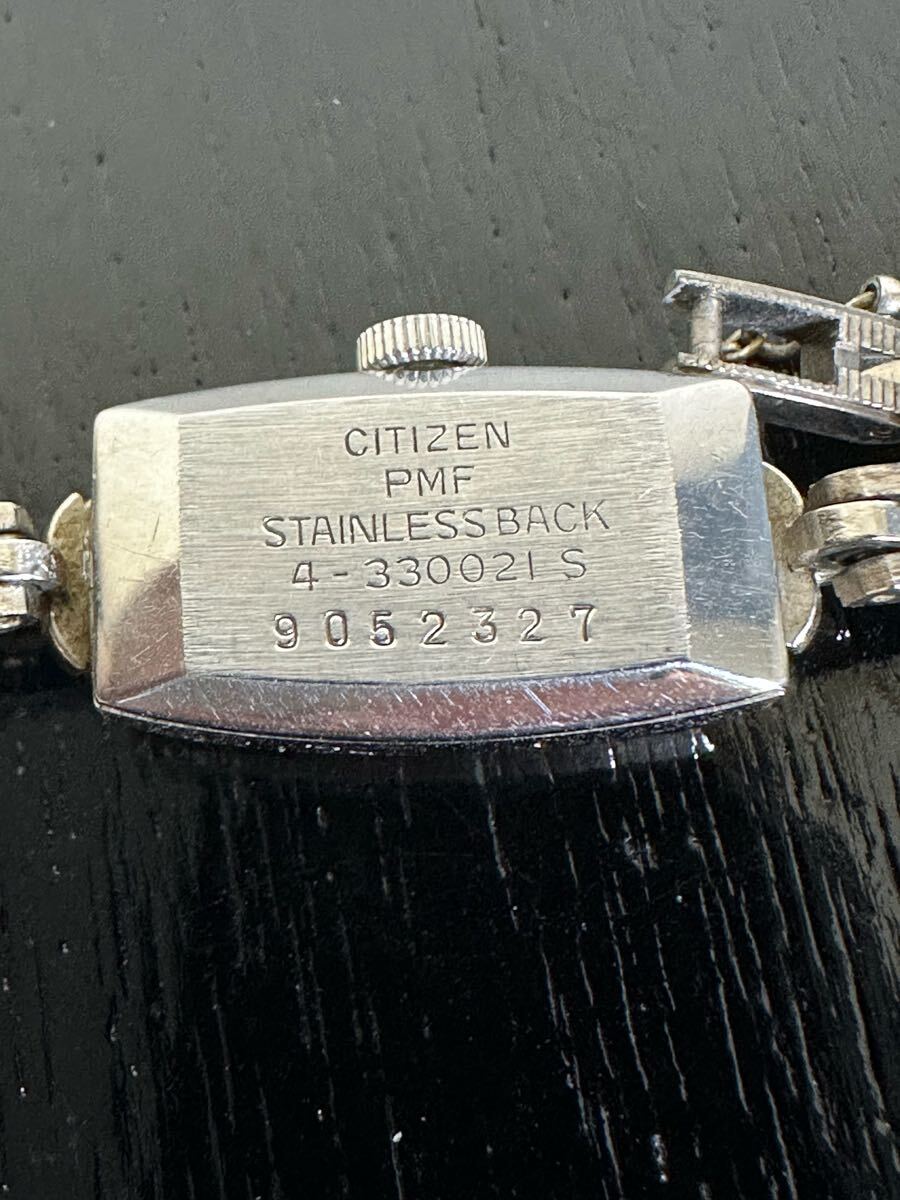 CITIZEN
PMF
STAINLESS BACK
4-330021 S
9052327